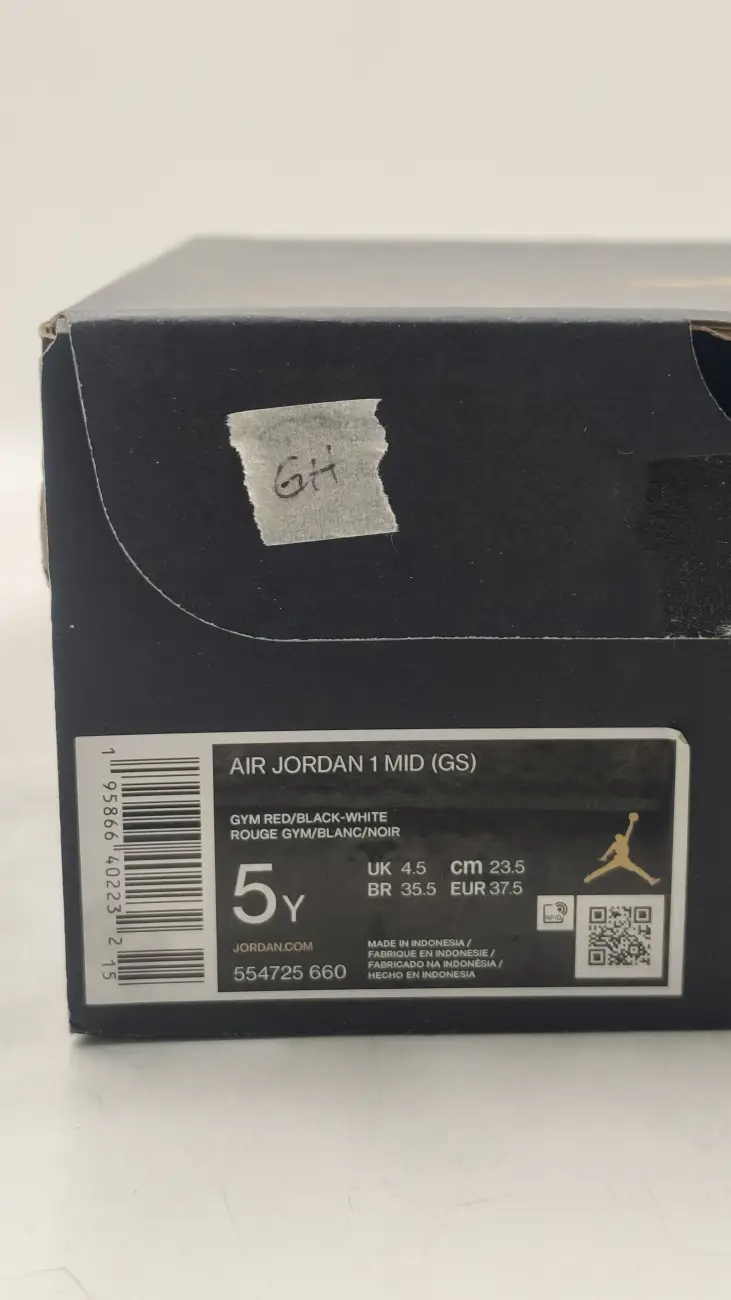 GH
AIR JORDAN 1 MID (GS)
GYM RED/BLACK-WHITE
ROUGE GYM/BLANC/NOIR
5Y
UK 4.5 cm 23.5
BR 35.5 EUR 37.5
JORDAN.COM
554725 660
MADE IN INDONESIA /
FABRIQUE EN INDONESIE /
FABRICADO NA INDONÉSIA /
HECHO EN INDONESIA
RFID
1 95866 40223 2 15